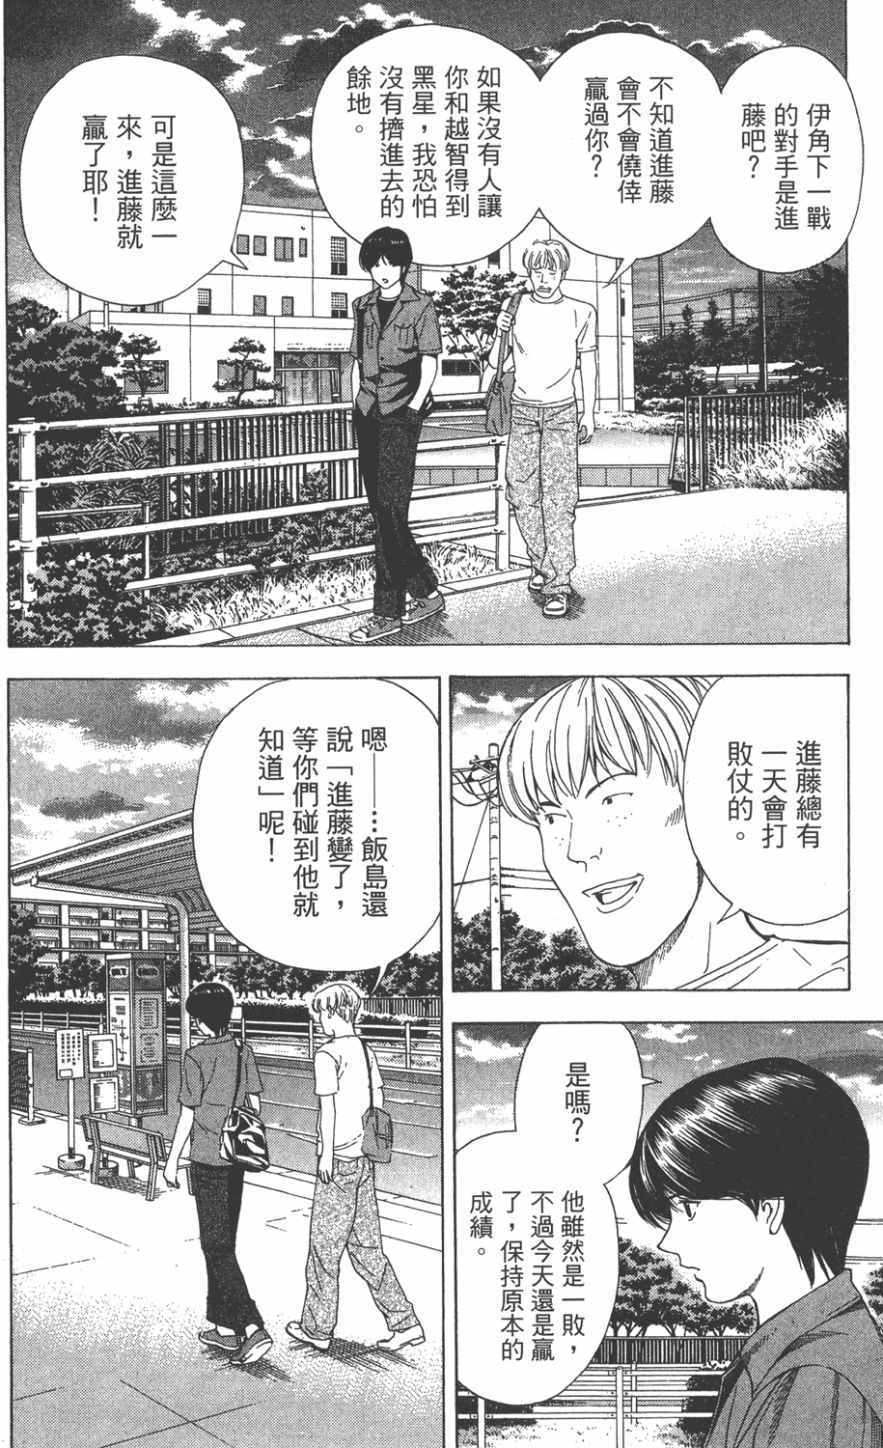 伊角下一戰
的對手是進
藤吧？
不知道進藤
會不會僥倖
贏過你？
如果沒有人讓
你和越智得到
黑星，我恐怕
沒有擠進去的
餘地。
可是這麼一
來，進藤就
贏了耶！
進藤總有
一天會打
敗仗的。
是嗎？
他雖然是一敗，
不過今天還是贏
了，保持原本的
成績。
嗯——…飯島還
說「進藤變了，
等你們碰到他就
知道」呢！